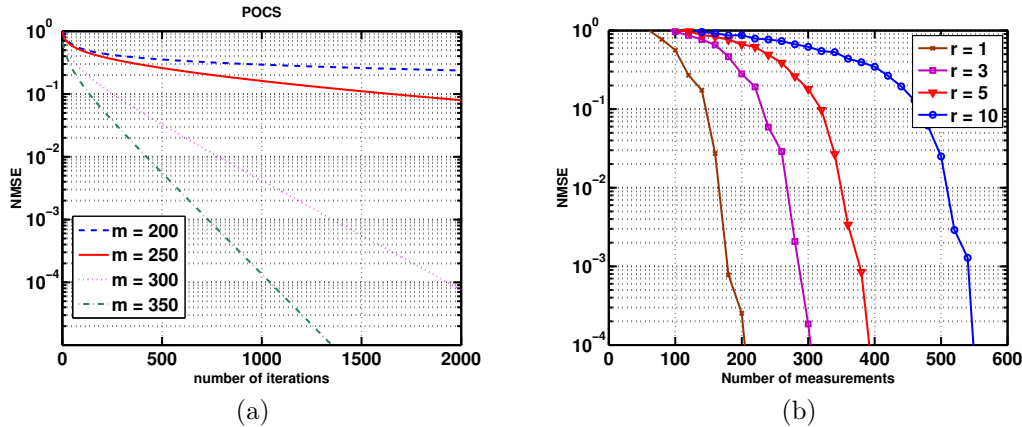 POCS
10^0
10^-1
10^-2
10^-3
10^-4
NMSE
m = 200
m = 250
m = 300
m = 350
0
500
1000
1500
2000
number of iterations
(a)
10^0
10^-1
10^-2
10^-3
10^-4
NMSE
r = 1
r = 3
r = 5
r = 10
0
100
200
300
400
500
600
Number of measurements
(b)